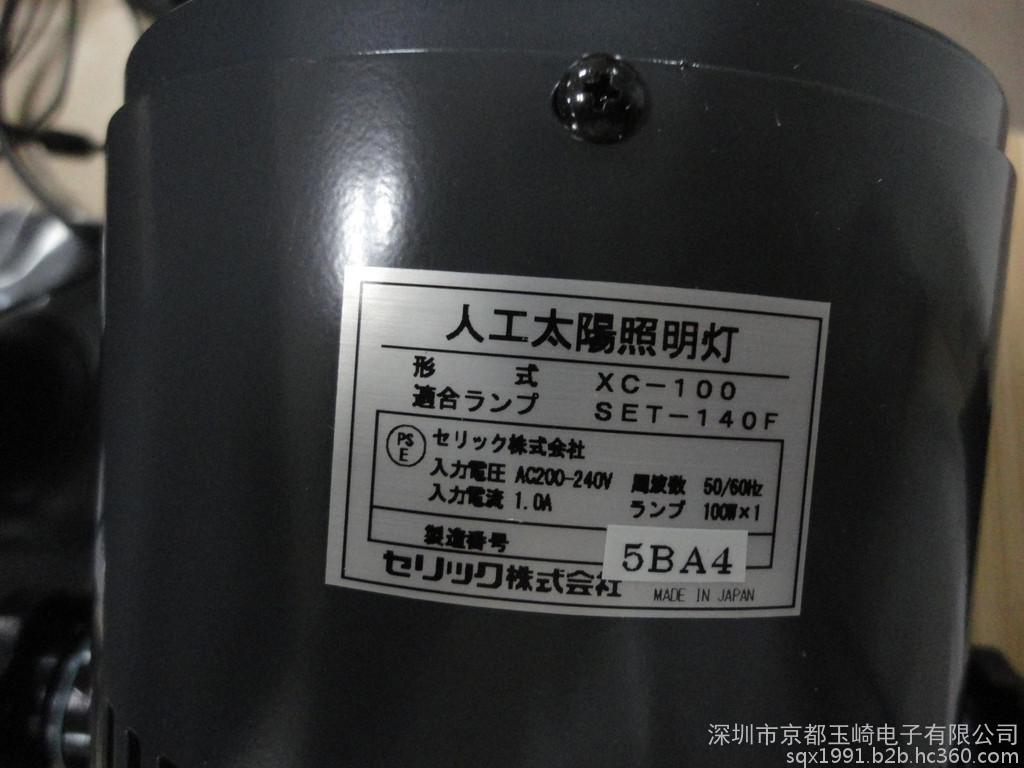 人工太陽照明灯
形　式　XC-100
適合ランプ　SET-140F
PSE セリック株式会社
入力電圧 AC200-240V 周波数 50/60Hz
入力電流 1.0A ランプ 100W×1
製造番号 5BA4
セリック株式会社 MADE IN JAPAN
深圳市京都玉崎电子有限公司
sqx1991.b2b.hc360.com